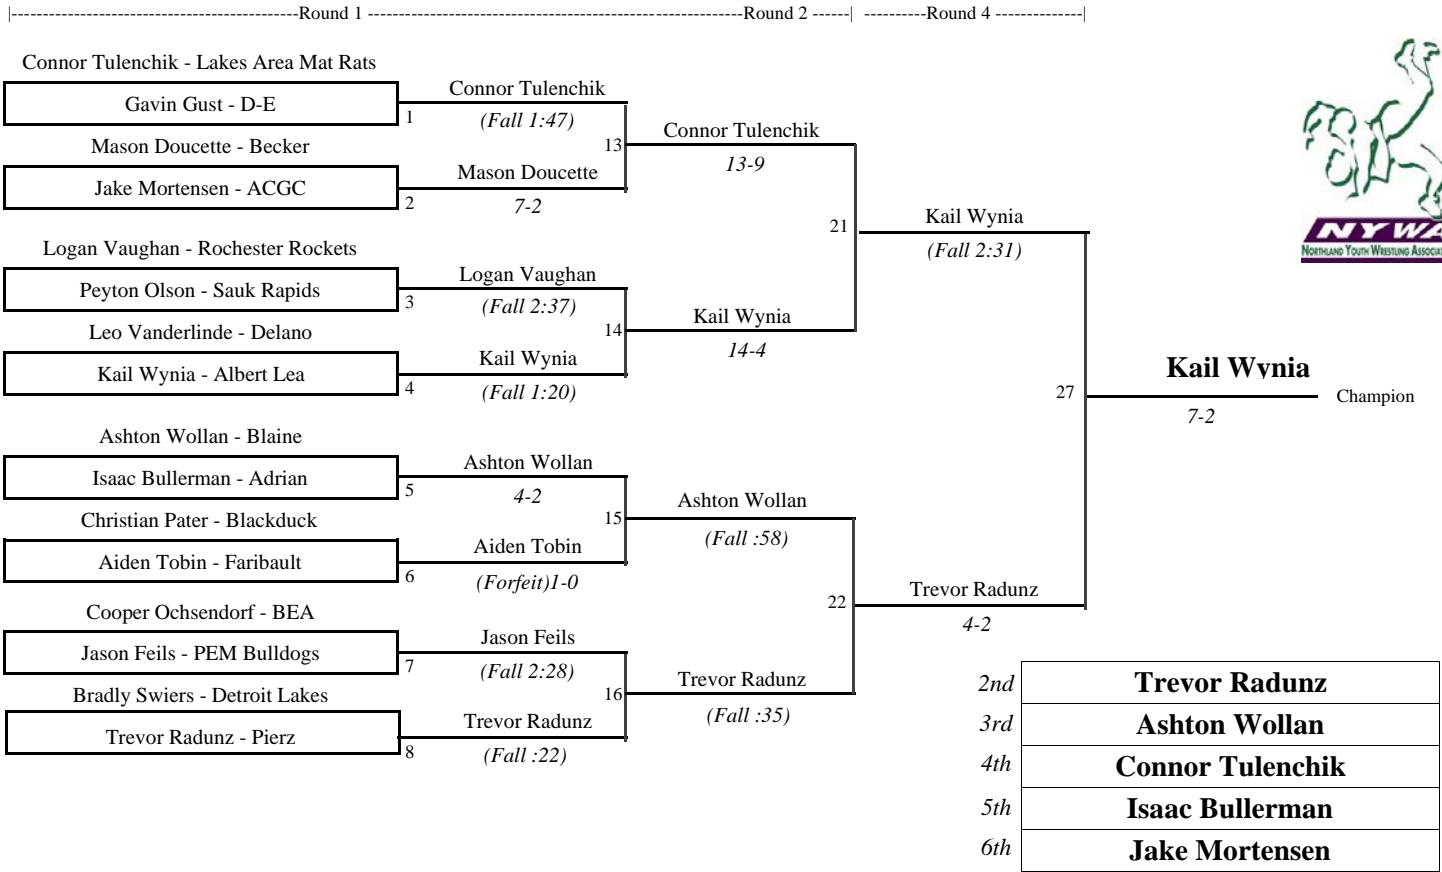 |-----------------------------------------------Round 1 -------------------------------------------------------------Round 2 ------| ----------Round 4 --------------|
Connor Tulenchik - Lakes Area Mat Rats
Gavin Gust - D-E
1
Connor Tulenchik
(Fall 1:47)
Mason Doucette - Becker
Jake Mortensen - ACGC
2
Mason Doucette
7-2
13
Connor Tulenchik
13-9
Logan Vaughan - Rochester Rockets
Peyton Olson - Sauk Rapids
3
Logan Vaughan
(Fall 2:37)
Leo Vanderlinde - Delano
Kail Wynia - Albert Lea
4
Kail Wynia
(Fall 1:20)
14
Kail Wynia
14-4
21
Kail Wynia
(Fall 2:31)
Ashton Wollan - Blaine
Isaac Bullerman - Adrian
5
Ashton Wollan
4-2
Christian Pater - Blackduck
Aiden Tobin - Faribault
6
Aiden Tobin
(Forfeit)1-0
15
Ashton Wollan
(Fall :58)
Cooper Ochsendorf - BEA
Jason Feils - PEM Bulldogs
7
Jason Feils
(Fall 2:28)
Bradly Swiers - Detroit Lakes
Trevor Radunz - Pierz
8
Trevor Radunz
(Fall :22)
16
Trevor Radunz
(Fall :35)
22
Trevor Radunz
4-2
27
Kail Wynia
7-2
Champion
NYWA
NORTHLAND YOUTH WRESTLING
2nd Trevor Radunz
3rd Ashton Wollan
4th Connor Tulenchik
5th Isaac Bullerman
6th Jake Mortensen